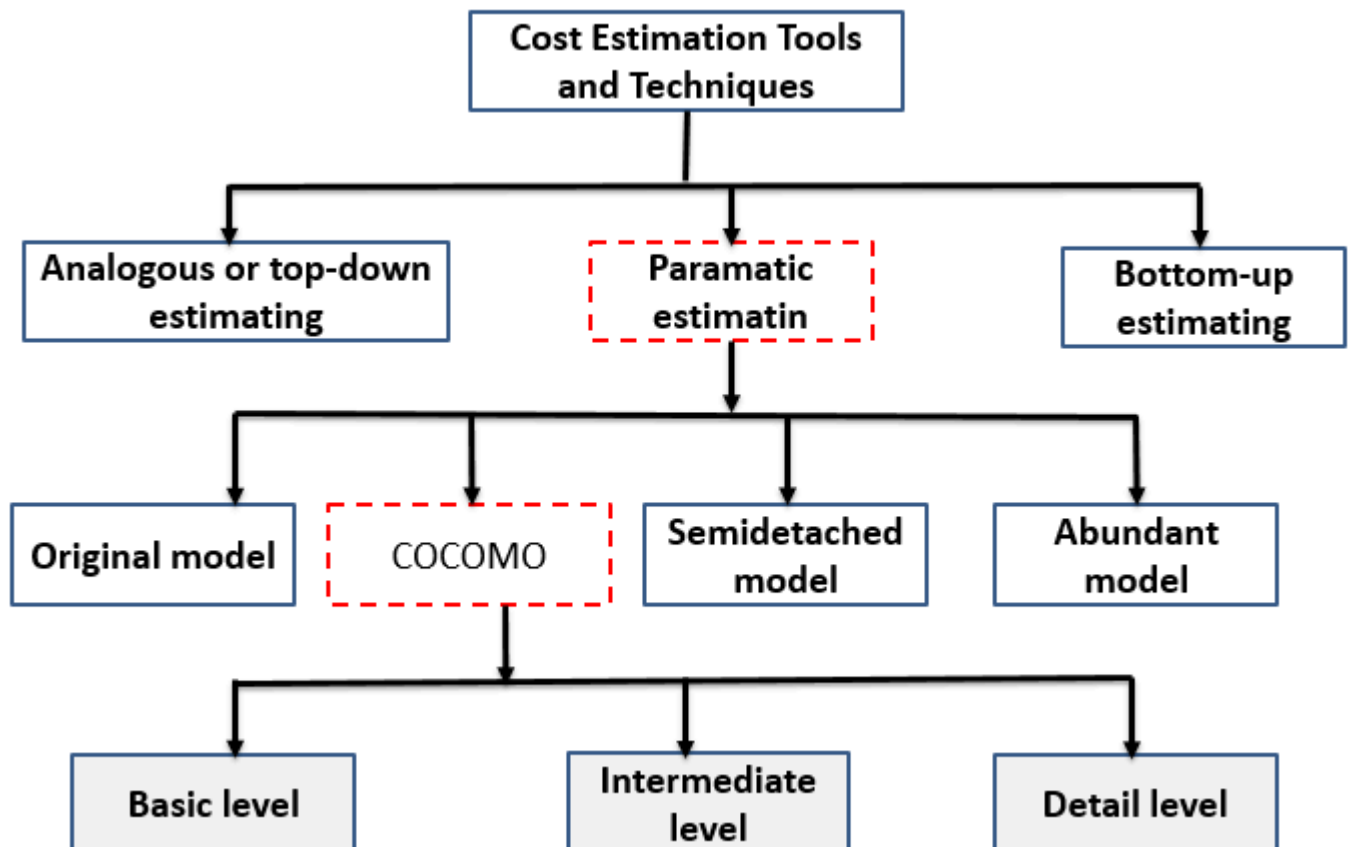 Cost Estimation Tools
and Techniques
Analogous or top-down
estimating
Paramatic
estimatin
Bottom-up
estimating
Original model
COCOMO
Semidetached
model
Abundant
model
Basic level
Intermediate
level
Detail level